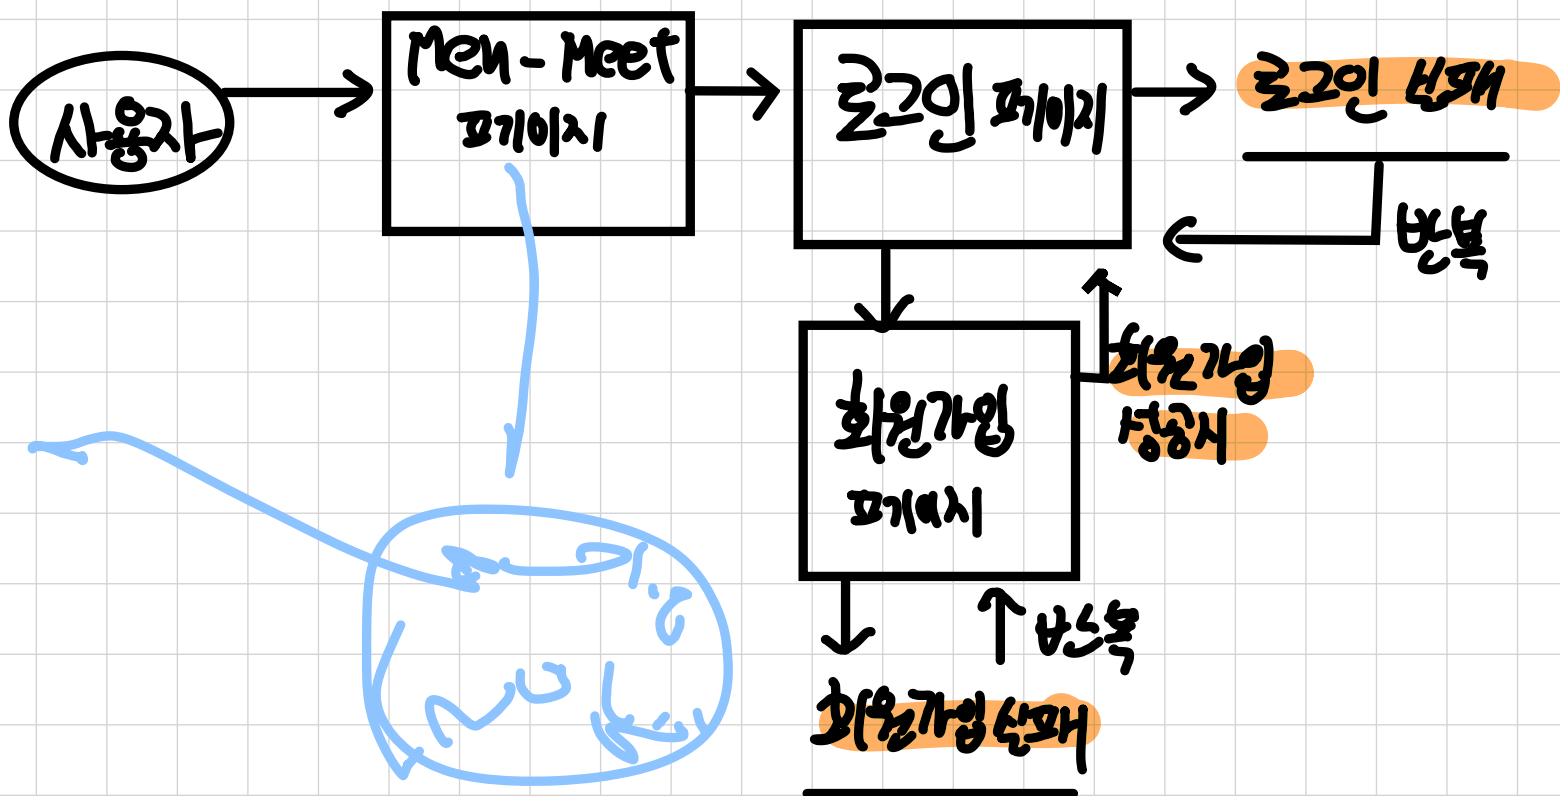 사용자
Men-Meet
페이지
로그인 페이지
로그인 실패
반복
회원가입
성공시
회원가입
페이지
반복
회원가입 실패